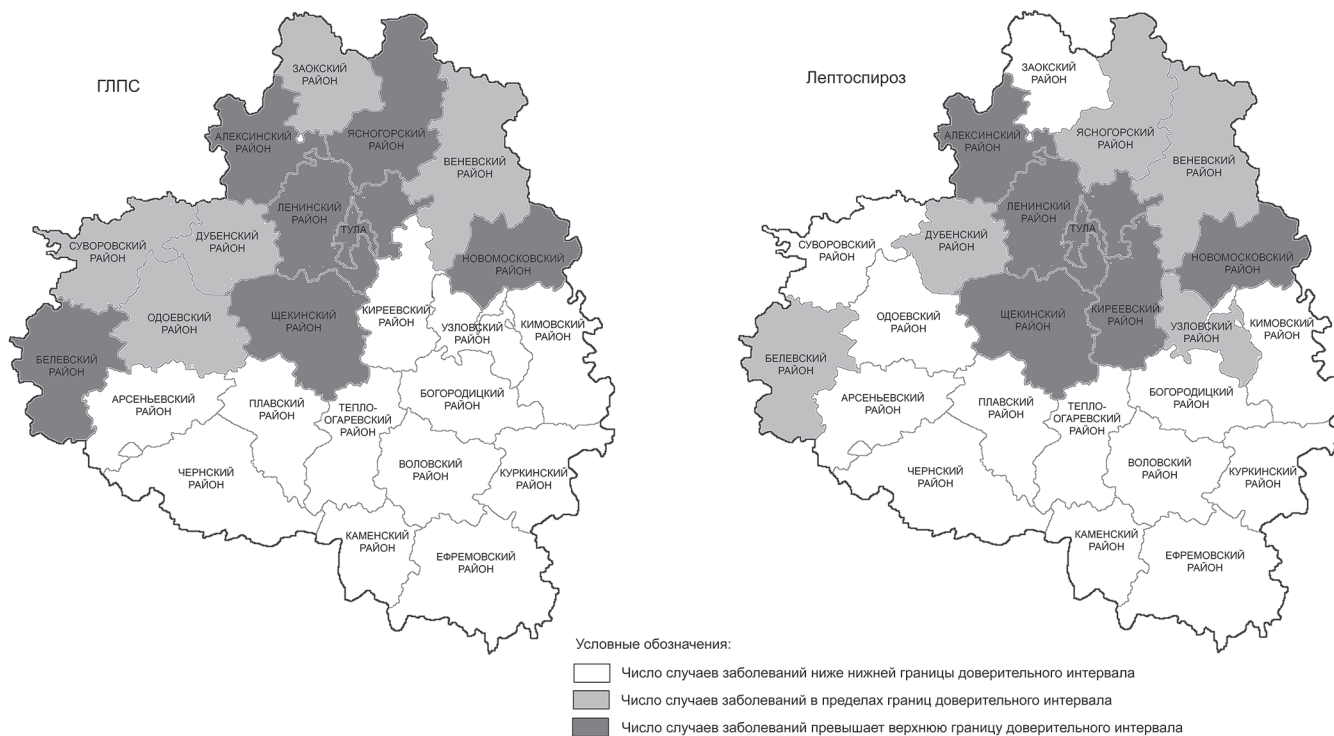 ГЛПС
ЗАОКСКИЙ
РАЙОН
АЛЕКСИНСКИЙ
РАЙОН
ЯСНОГОРСКИЙ
РАЙОН
ВЕНЕВСКИЙ
РАЙОН
ЛЕНИНСКИЙ
РАЙОН
ТУЛА
ДУБЕНСКИЙ
РАЙОН
СУВОРОВСКИЙ
РАЙОН
НОВОМОСКОВСКИЙ
РАЙОН
ОДОЕВСКИЙ
РАЙОН
ЩЕКИНСКИЙ
РАЙОН
КИРЕЕВСКИЙ
РАЙОН
УЗЛОВСКИЙ
РАЙОН
КИМОВСКИЙ
РАЙОН
БЕЛЕВСКИЙ
РАЙОН
АРСЕНЬЕВСКИЙ
РАЙОН
ПЛАВСКИЙ
РАЙОН
ТЕПЛО-
ОГАРЕВСКИЙ
РАЙОН
БОГОРОДИЦКИЙ
РАЙОН
ЧЕРНСКИЙ
РАЙОН
ВОЛОВСКИЙ
РАЙОН
КУРКИНСКИЙ
РАЙОН
КАМЕНСКИЙ
РАЙОН
ЕФРЕМОВСКИЙ
РАЙОН
Лептоспироз
ЗАОКСКИЙ
РАЙОН
АЛЕКСИНСКИЙ
РАЙОН
ЯСНОГОРСКИЙ
РАЙОН
ВЕНЕВСКИЙ
РАЙОН
ЛЕНИНСКИЙ
РАЙОН
ТУЛА
ДУБЕНСКИЙ
РАЙОН
СУВОРОВСКИЙ
РАЙОН
НОВОМОСКОВСКИЙ
РАЙОН
ОДОЕВСКИЙ
РАЙОН
ЩЕКИНСКИЙ
РАЙОН
КИРЕЕВСКИЙ
РАЙОН
УЗЛОВСКИЙ
РАЙОН
КИМОВСКИЙ
РАЙОН
БЕЛЕВСКИЙ
РАЙОН
АРСЕНЬЕВСКИЙ
РАЙОН
ПЛАВСКИЙ
РАЙОН
ТЕПЛО-
ОГАРЕВСКИЙ
РАЙОН
БОГОРОДИЦКИЙ
РАЙОН
ЧЕРНСКИЙ
РАЙОН
ВОЛОВСКИЙ
РАЙОН
КУРКИНСКИЙ
РАЙОН
КАМЕНСКИЙ
РАЙОН
ЕФРЕМОВСКИЙ
РАЙОН
Условные обозначения:
Число случаев заболеваний ниже нижней границы доверительного интервала
Число случаев заболеваний в пределах границ доверительного интервала
Число случаев заболеваний превышает верхнюю границу доверительного интервала